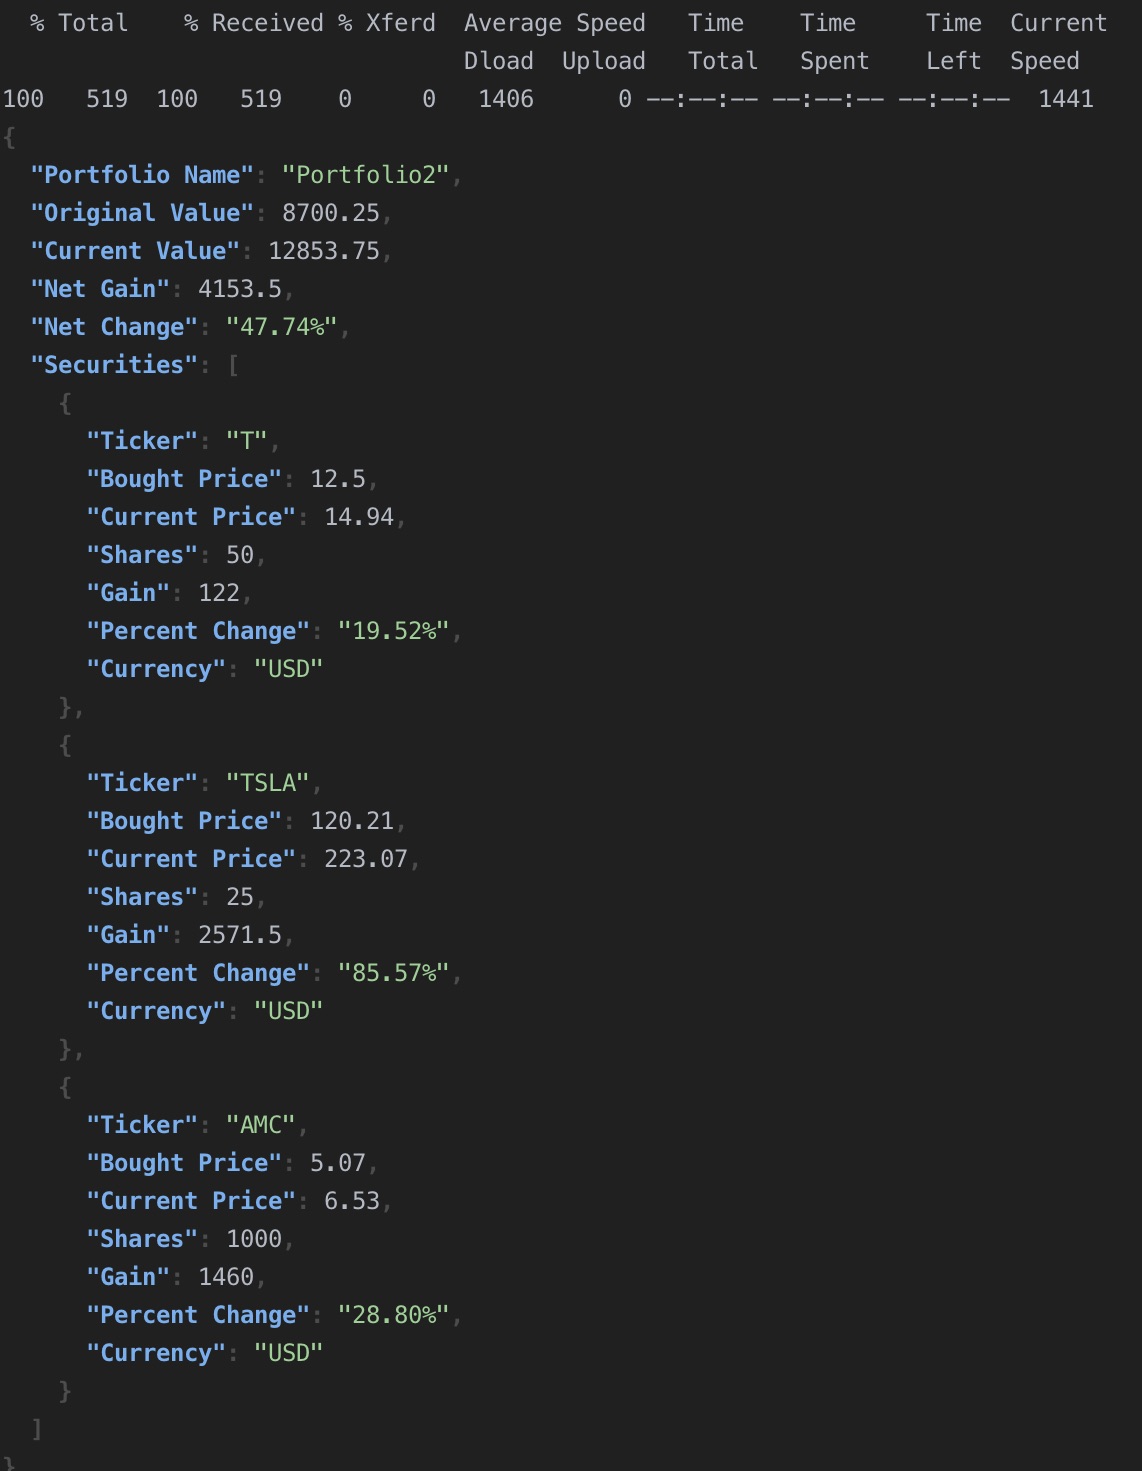 % Total    % Received % Xferd  Average Speed   Time    Time     Time  Current
                                 Dload  Upload   Total   Spent    Left  Speed
100   519  100   519    0     0   1406      0 --:--:-- --:--:-- --:--:--  1441
{
  "Portfolio Name": "Portfolio2",
  "Original Value": 8700.25,
  "Current Value": 12853.75,
  "Net Gain": 4153.5,
  "Net Change": "47.74%",
  "Securities": [
    {
      "Ticker": "T",
      "Bought Price": 12.5,
      "Current Price": 14.94,
      "Shares": 50,
      "Gain": 122,
      "Percent Change": "19.52%",
      "Currency": "USD"
    },
    {
      "Ticker": "TSLA",
      "Bought Price": 120.21,
      "Current Price": 223.07,
      "Shares": 25,
      "Gain": 2571.5,
      "Percent Change": "85.57%",
      "Currency": "USD"
    },
    {
      "Ticker": "AMC",
      "Bought Price": 5.07,
      "Current Price": 6.53,
      "Shares": 1000,
      "Gain": 1460,
      "Percent Change": "28.80%",
      "Currency": "USD"
    }
  ]
}